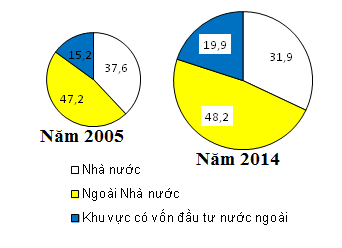 15,2
37,6
47,2
Năm 2005
19,9
31,9
48,2
Năm 2014
Nhà nước
Ngoài Nhà nước
Khu vực có vốn đầu tư nước ngoài